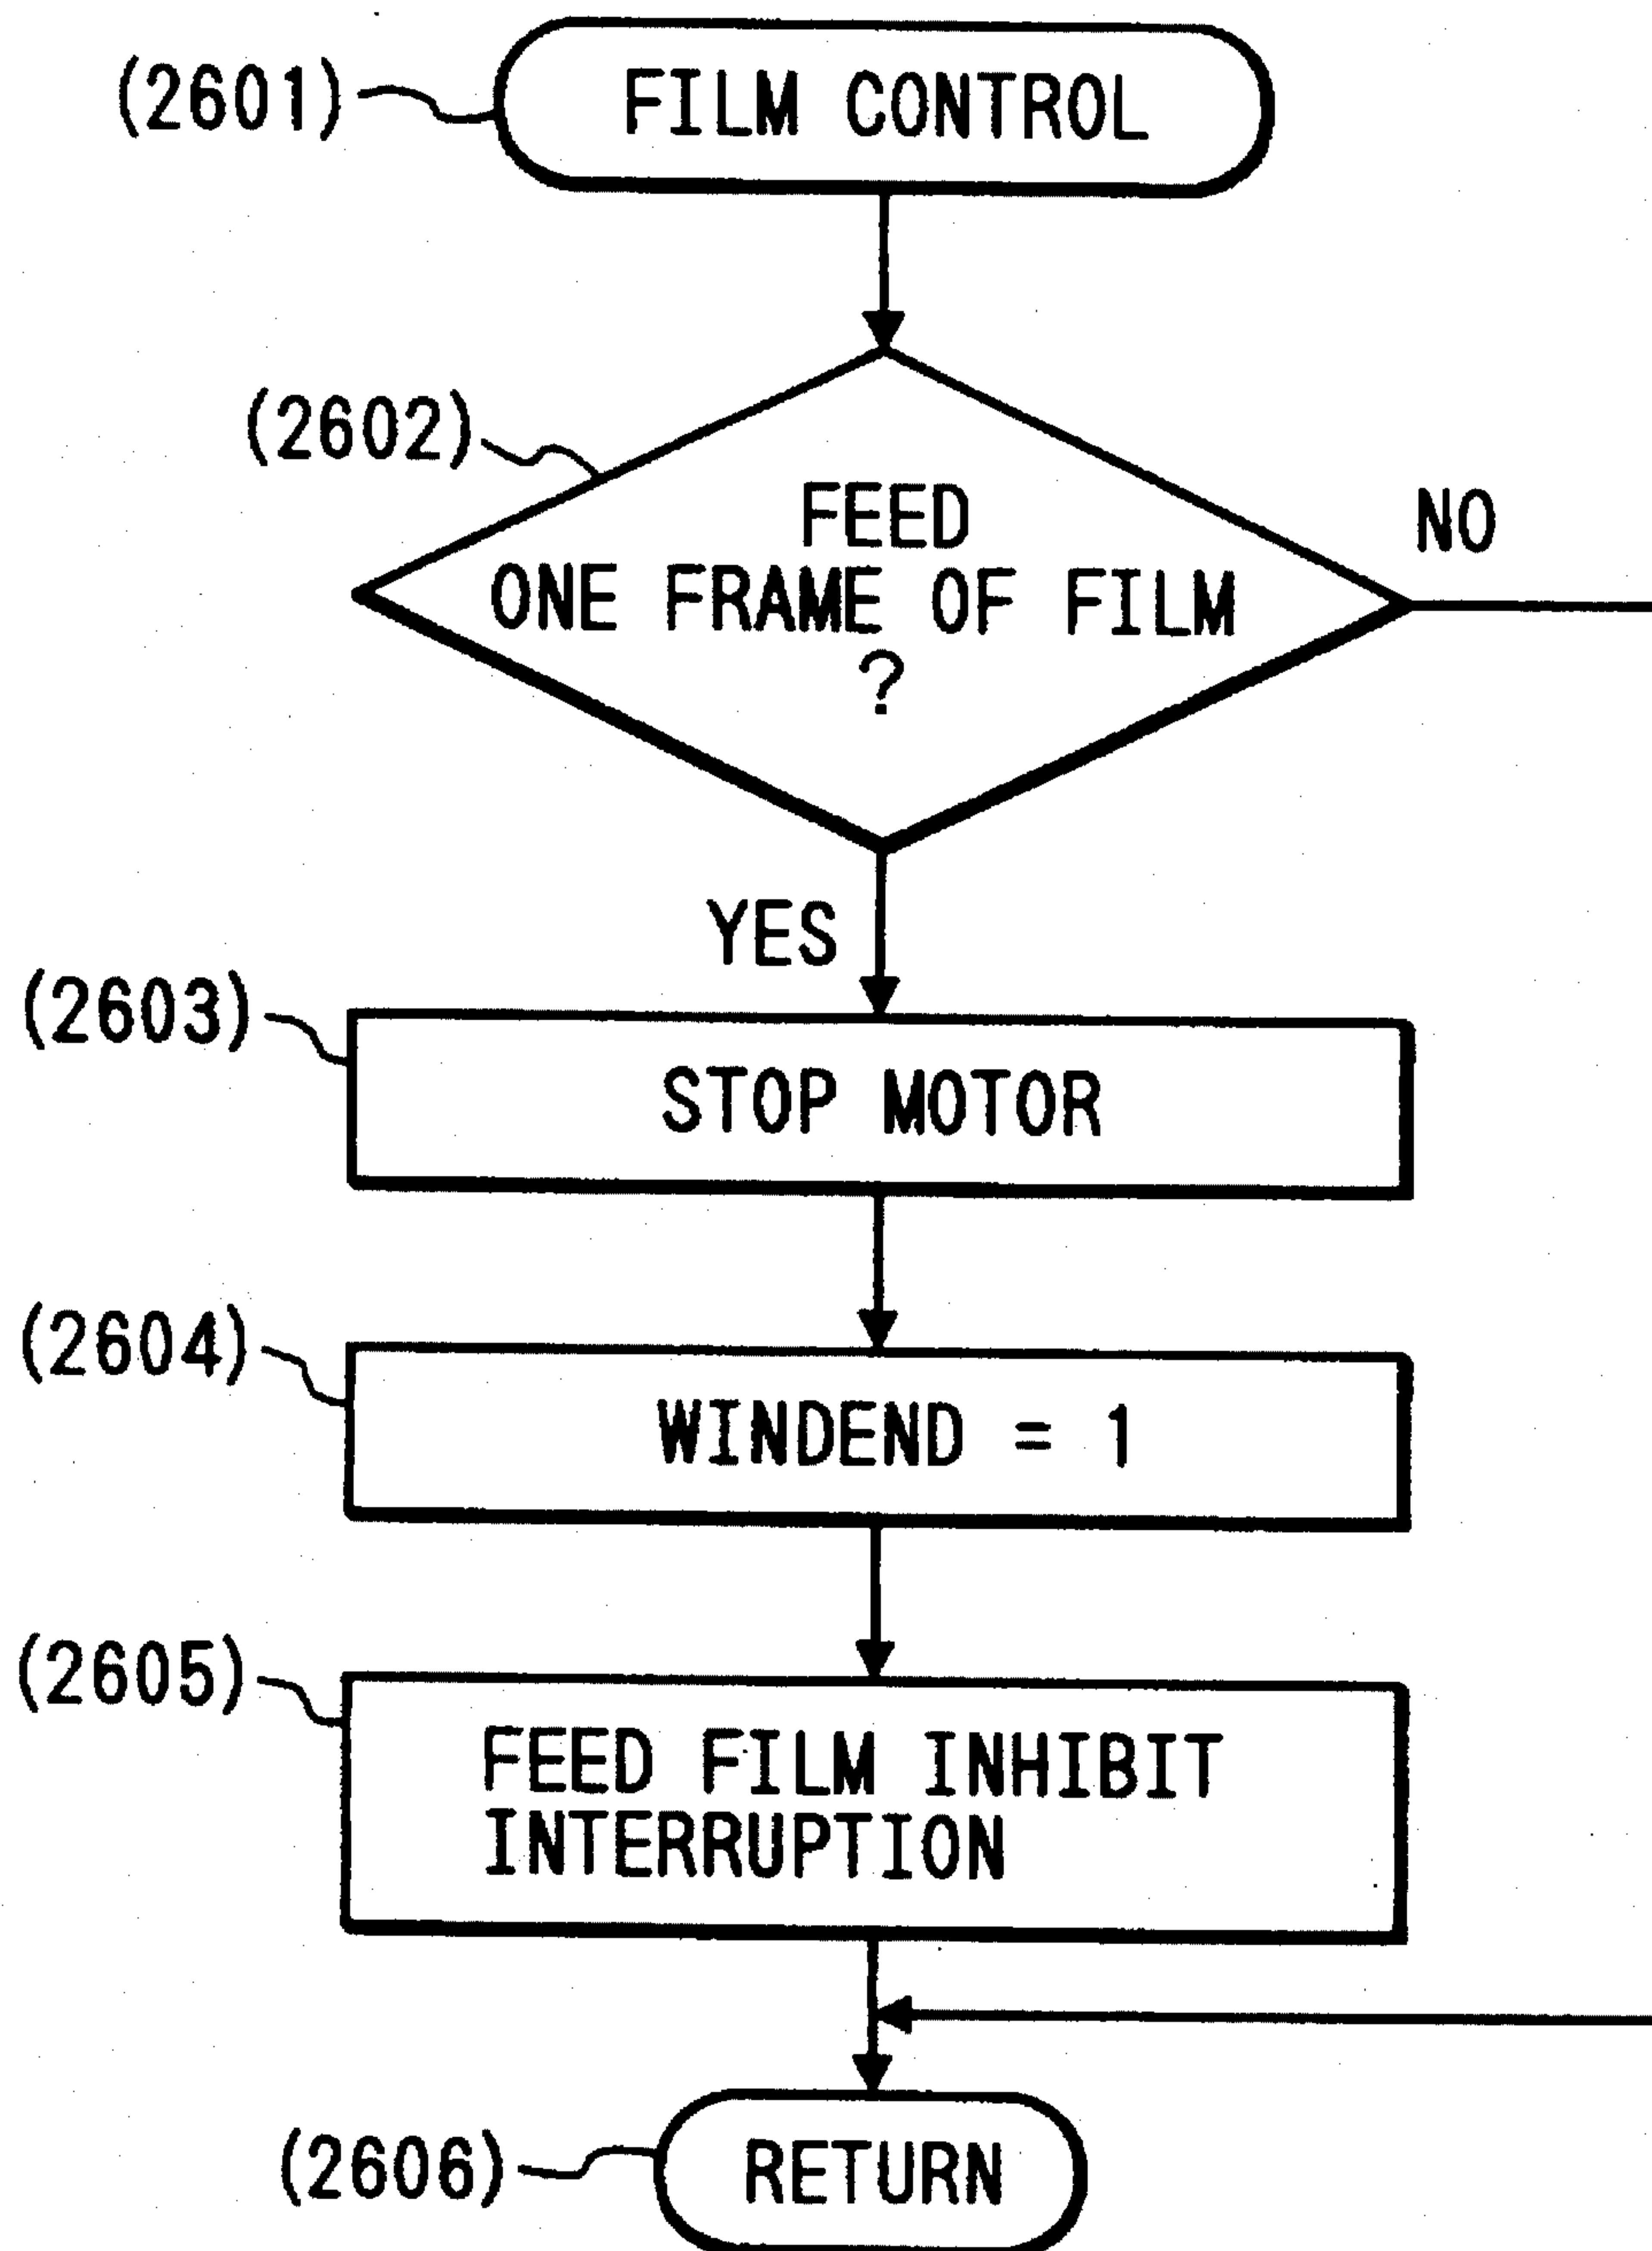 (2601)
FILM CONTROL
(2602)
FEED
ONE FRAME OF FILM
?
NO
YES
(2603)
STOP MOTOR
(2604)
WINDEND = 1
(2605)
FEED FILM INHIBIT
INTERRUPTION
(2606)
RETURN